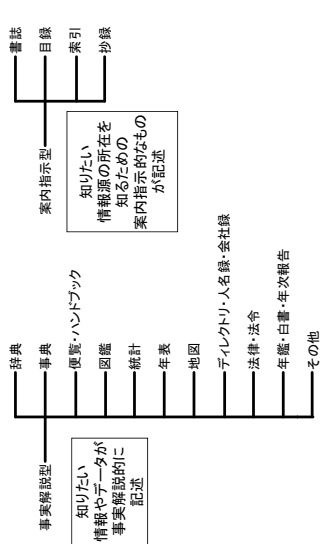 事実解説型
知りたい
情報やデータが
事実解説的に
記述
辞典
事典
便覧・ハンドブック
図鑑
統計
年表
地図
ディレクトリ・人名録・会社録
法律・法令
年鑑・白書・年次報告
その他
案内指示型
知りたい
情報源の所在を
知るための
案内指示的なもの
が記述
書誌
目録
索引
抄録